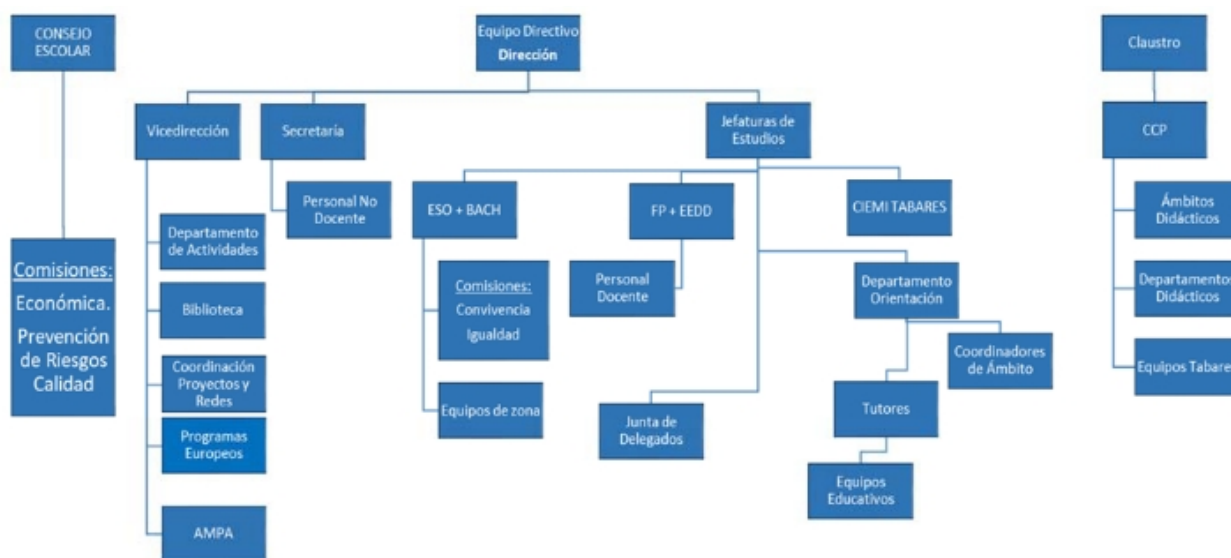 CONSEJO
ESCOLAR
Equipo Directivo
Dirección
Claustro
Vicedirección
Secretaría
Jefaturas de
Estudios
CCP
Personal No
Docente
ESO + BACH
FP + EEDD
CIEMI TABARES
Ámbitos
Didácticos
Departamento
de Actividades
Comisiones:
Económica.
Prevención
de Riesgos
Calidad
Comisiones:
Convivencia
Igualdad
Personal
Docente
Departamento
Orientación
Departamentos
Didácticos
Biblioteca
Coordinación
Proyectos y
Redes
Coordinadores
de Ámbito
Equipos Tabare
Equipos de zona
Junta de
Delegados
Tutores
Programas
Europeos
Equipos
Educativos
AMPA